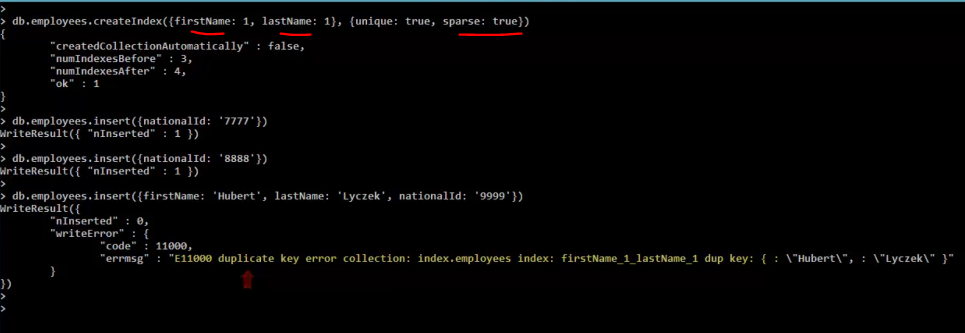 >
> db.employees.createIndex({firstName: 1, lastName: 1}, {unique: true, sparse: true})
{
"createdCollectionAutomatically" : false,
"numIndexesBefore" : 3,
"numIndexesAfter" : 4,
"ok" : 1
}
>
> db.employees.insert({nationalId: '7777'})
WriteResult({ "nInserted" : 1 })
>
> db.employees.insert({nationalId: '8888'})
WriteResult({ "nInserted" : 1 })
>
> db.employees.insert({firstName: 'Hubert', lastName: 'Lyczek', nationalId: '9999'})
WriteResult({
"nInserted" : 0,
"writeError" : {
"code" : 11000,
"errmsg" : "E11000 duplicate key error collection: index.employees index: firstName_1_lastName_1 dup key: { : \"Hubert\", : \"Lyczek\" }"
}
})
>
>